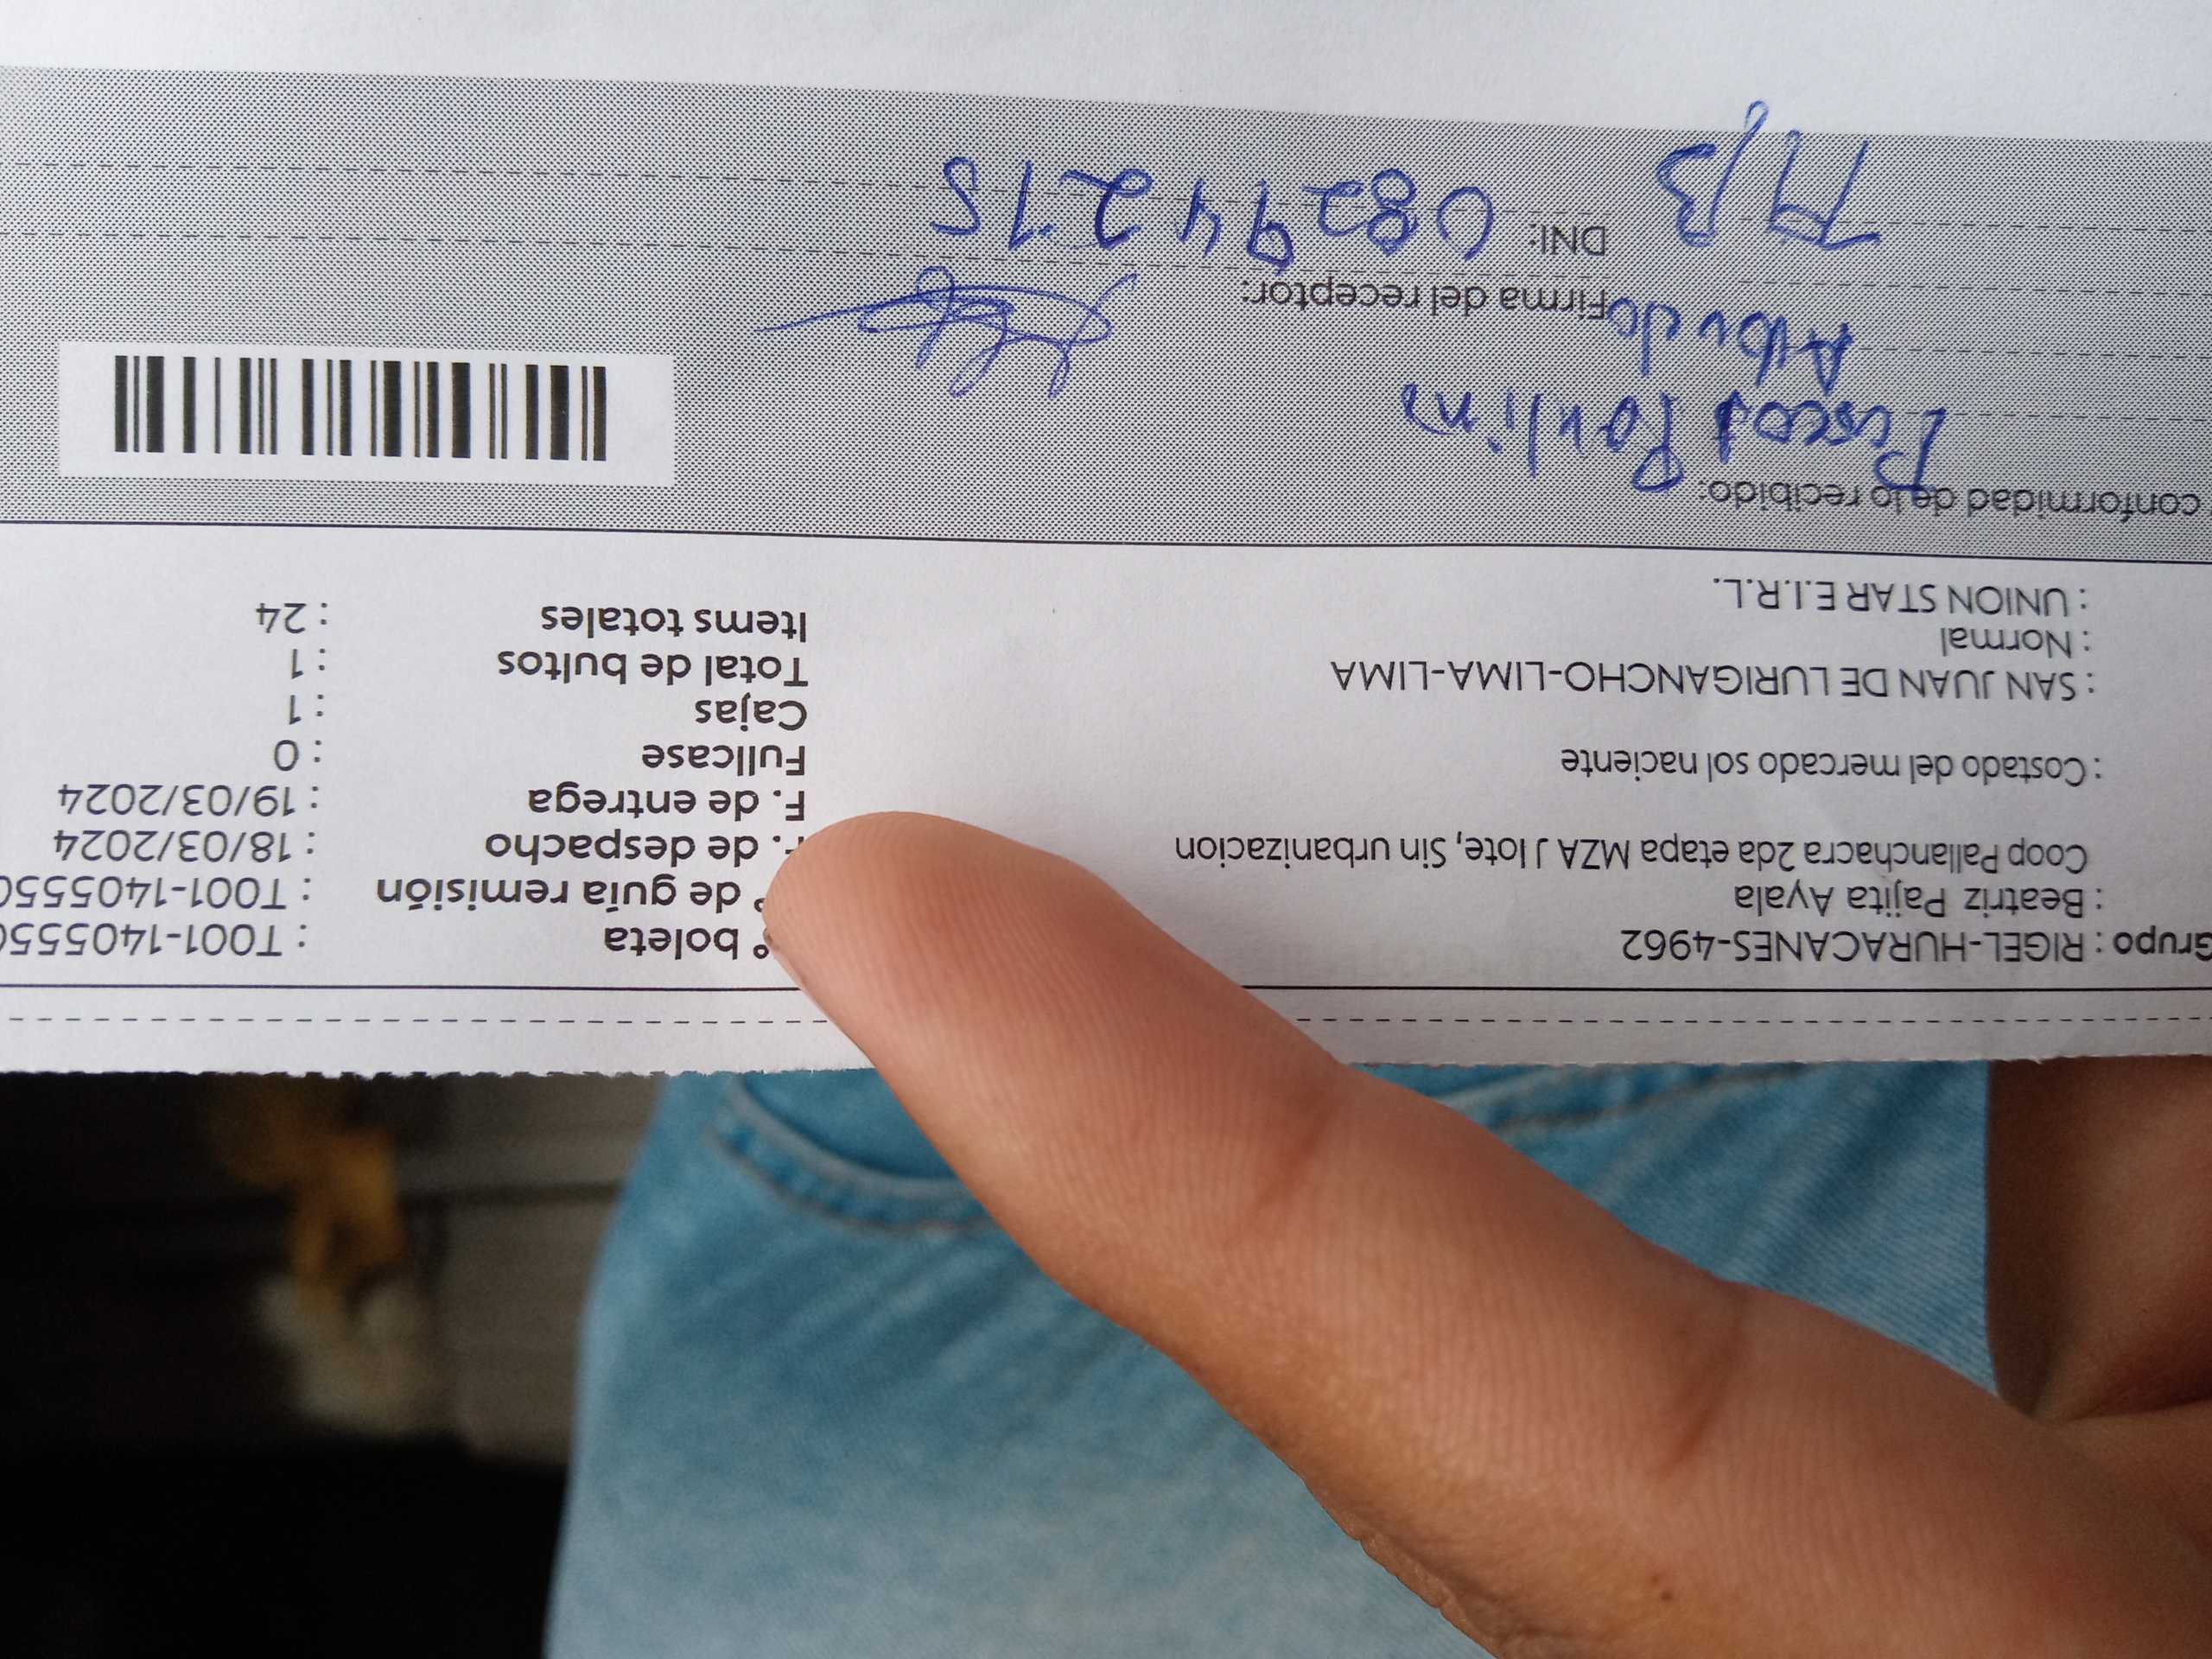 Grupo : RIGEL-HURACANES-4962
° boleta : T001-1405550
: Beatriz Pajita Ayala
° de guía remisión : T001-1405550
Coop Pallanchacra 2da etapa MZA J lote, Sin urbanizacion
F. de despacho : 18/03/2024
F. de entrega : 19/03/2024
: Costado del mercado sol naciente
Fullcase : 0
Cajas : 1
: SAN JUAN DE LURIGANCHO-LIMA-LIMA
Total de bultos : 1
: Normal
Items totales : 24
: UNION STAR E.I.R.L.
conformidad de lo recibido:
Firma del receptor:
DNI: 08294275